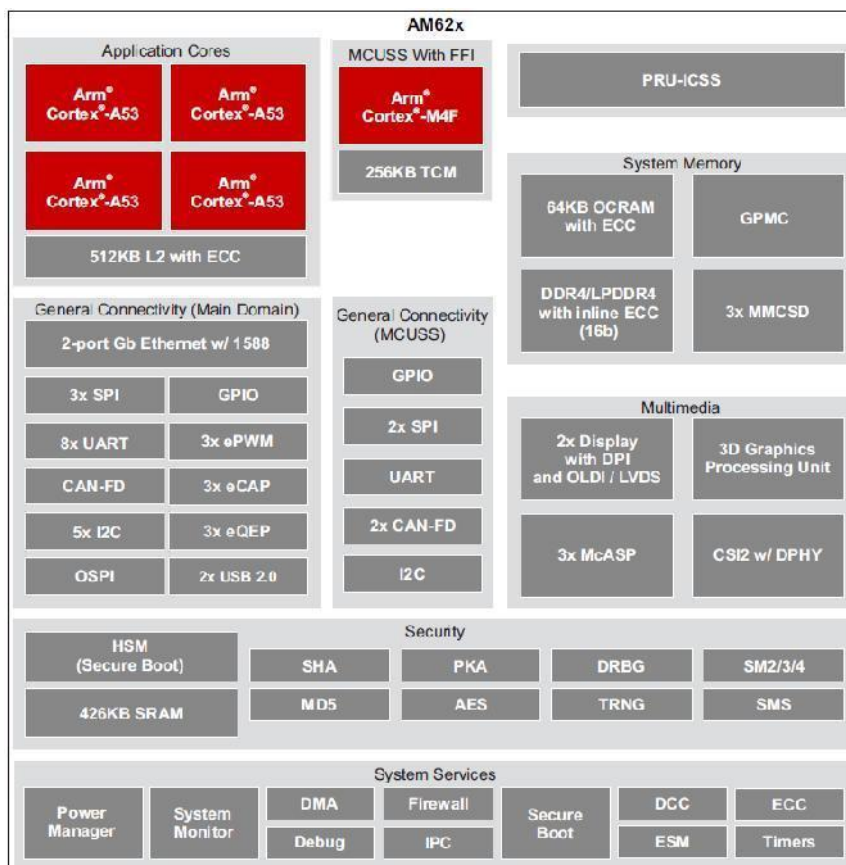 AM62x
Application Cores
Arm®
Cortex®-A53
Arm®
Cortex®-A53
Arm®
Cortex®-A53
Arm®
Cortex®-A53
512KB L2 with ECC
MCUSS With FFI
Arm®
Cortex®-M4F
256KB TCM
PRU-ICSS
System Memory
64KB OCRAM
with ECC
GPMC
DDR4/LPDDR4
with inline ECC
(16b)
3x MMCSD
General Connectivity (Main Domain)
2-port Gb Ethernet w/ 1588
3x SPI
GPIO
8x UART
3x ePWM
CAN-FD
3x eCAP
5x I2C
3x eQEP
OSPI
2x USB 2.0
General Connectivity
(MCUSS)
GPIO
2x SPI
UART
2x CAN-FD
I2C
Multimedia
2x Display
with DPI
and OLDI / LVDS
3D Graphics
Processing Unit
3x McASP
CSI2 w/ DPHY
Security
HSM
(Secure Boot)
426KB SRAM
SHA
PKA
DRBG
SM2/3/4
MD5
AES
TRNG
SMS
System Services
Power
Manager
System
Monitor
DMA
Firewall
Debug
IPC
Secure
Boot
DCC
ECC
ESM
Timers